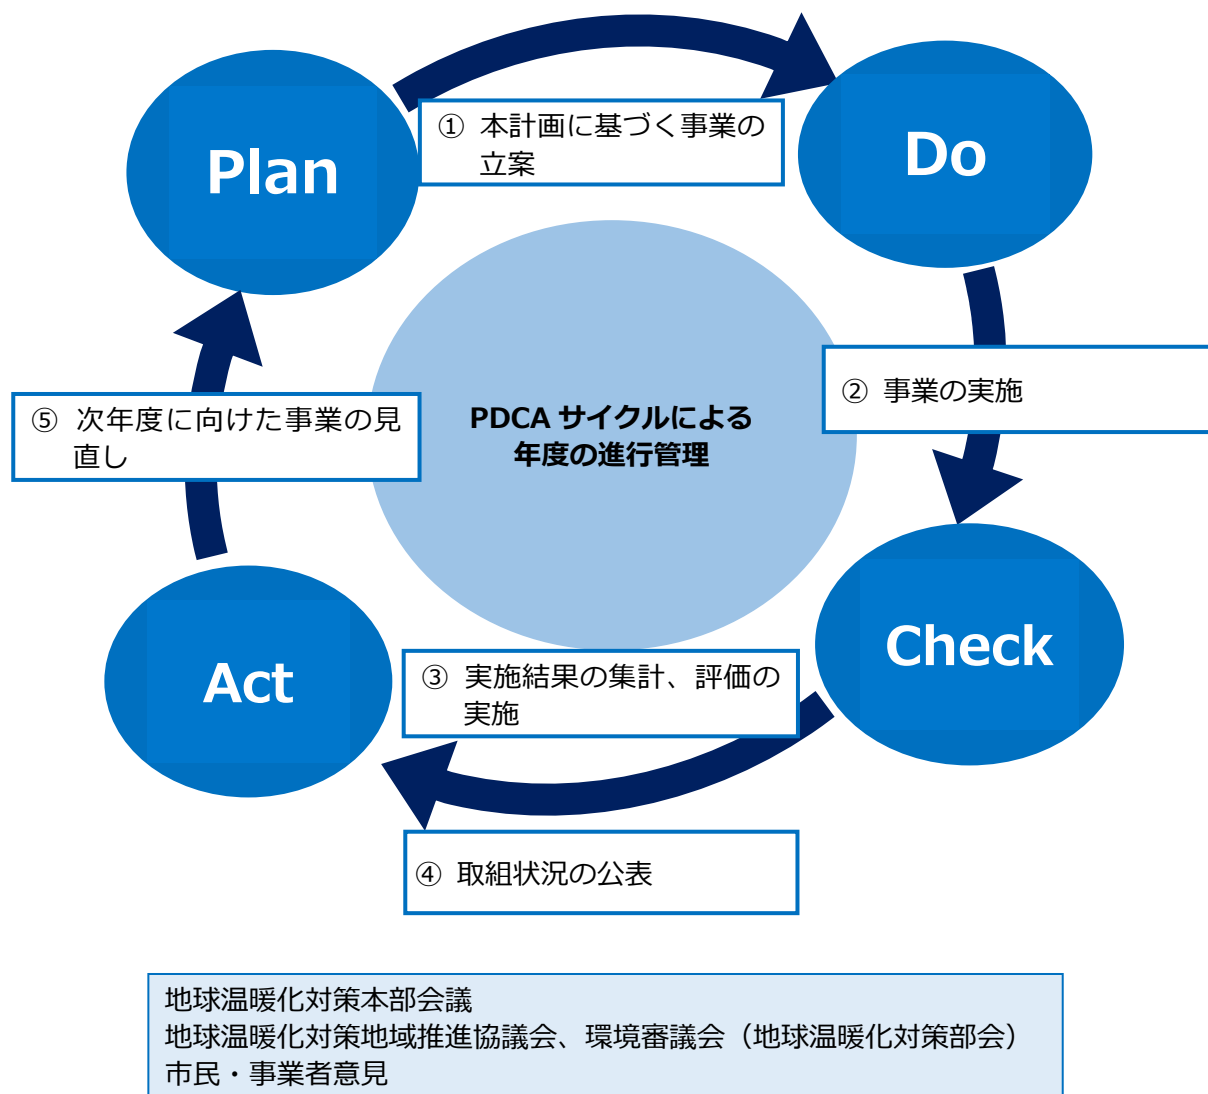 Plan
Do
① 本計画に基づく事業の
立案
② 事業の実施
PDCA サイクルによる
年度の進行管理
⑤ 次年度に向けた事業の見
直し
Check
Act
③ 実施結果の集計、評価の
実施
④ 取組状況の公表
地球温暖化対策本部会議
地球温暖化対策地域推進協議会、環境審議会（地球温暖化対策部会）
市民・事業者意見